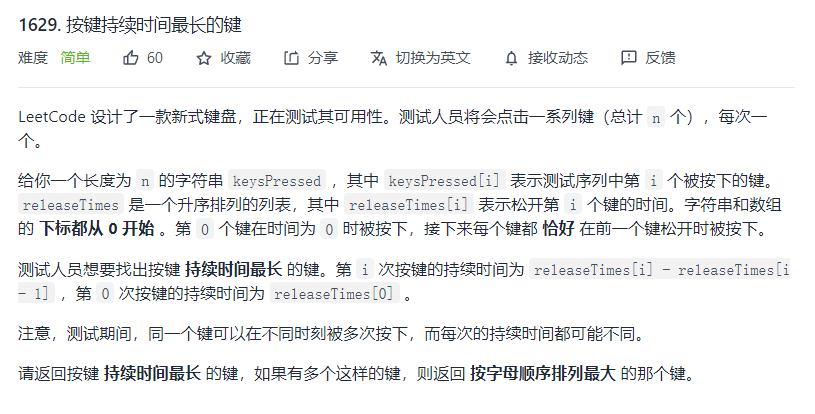 1629. 按键持续时间最长的键
难度 简单 60 收藏 分享 切换为英文 接收动态 反馈
LeetCode 设计了一款新式键盘，正在测试其可用性。测试人员将会点击一系列键（总计 n 个），每次一
个。
给你一个长度为 n 的字符串 keysPressed ，其中 keysPressed[i] 表示测试序列中第 i 个被按下的键。
releaseTimes 是一个升序排列的列表，其中 releaseTimes[i] 表示松开第 i 个键的时间。字符串和数组
的 下标都从 0 开始 。第 0 个键在时间为 0 时被按下，接下来每个键都 恰好 在前一个键松开时被按下。
测试人员想要找出按键 持续时间最长 的键。第 i 次按键的持续时间为 releaseTimes[i] - releaseTimes[i
- 1] ，第 0 次按键的持续时间为 releaseTimes[0] 。
注意，测试期间，同一个键可以在不同时刻被多次按下，而每次的持续时间都可能不同。
请返回按键 持续时间最长 的键，如果有多个这样的键，则返回 按字母顺序排列最大 的那个键。